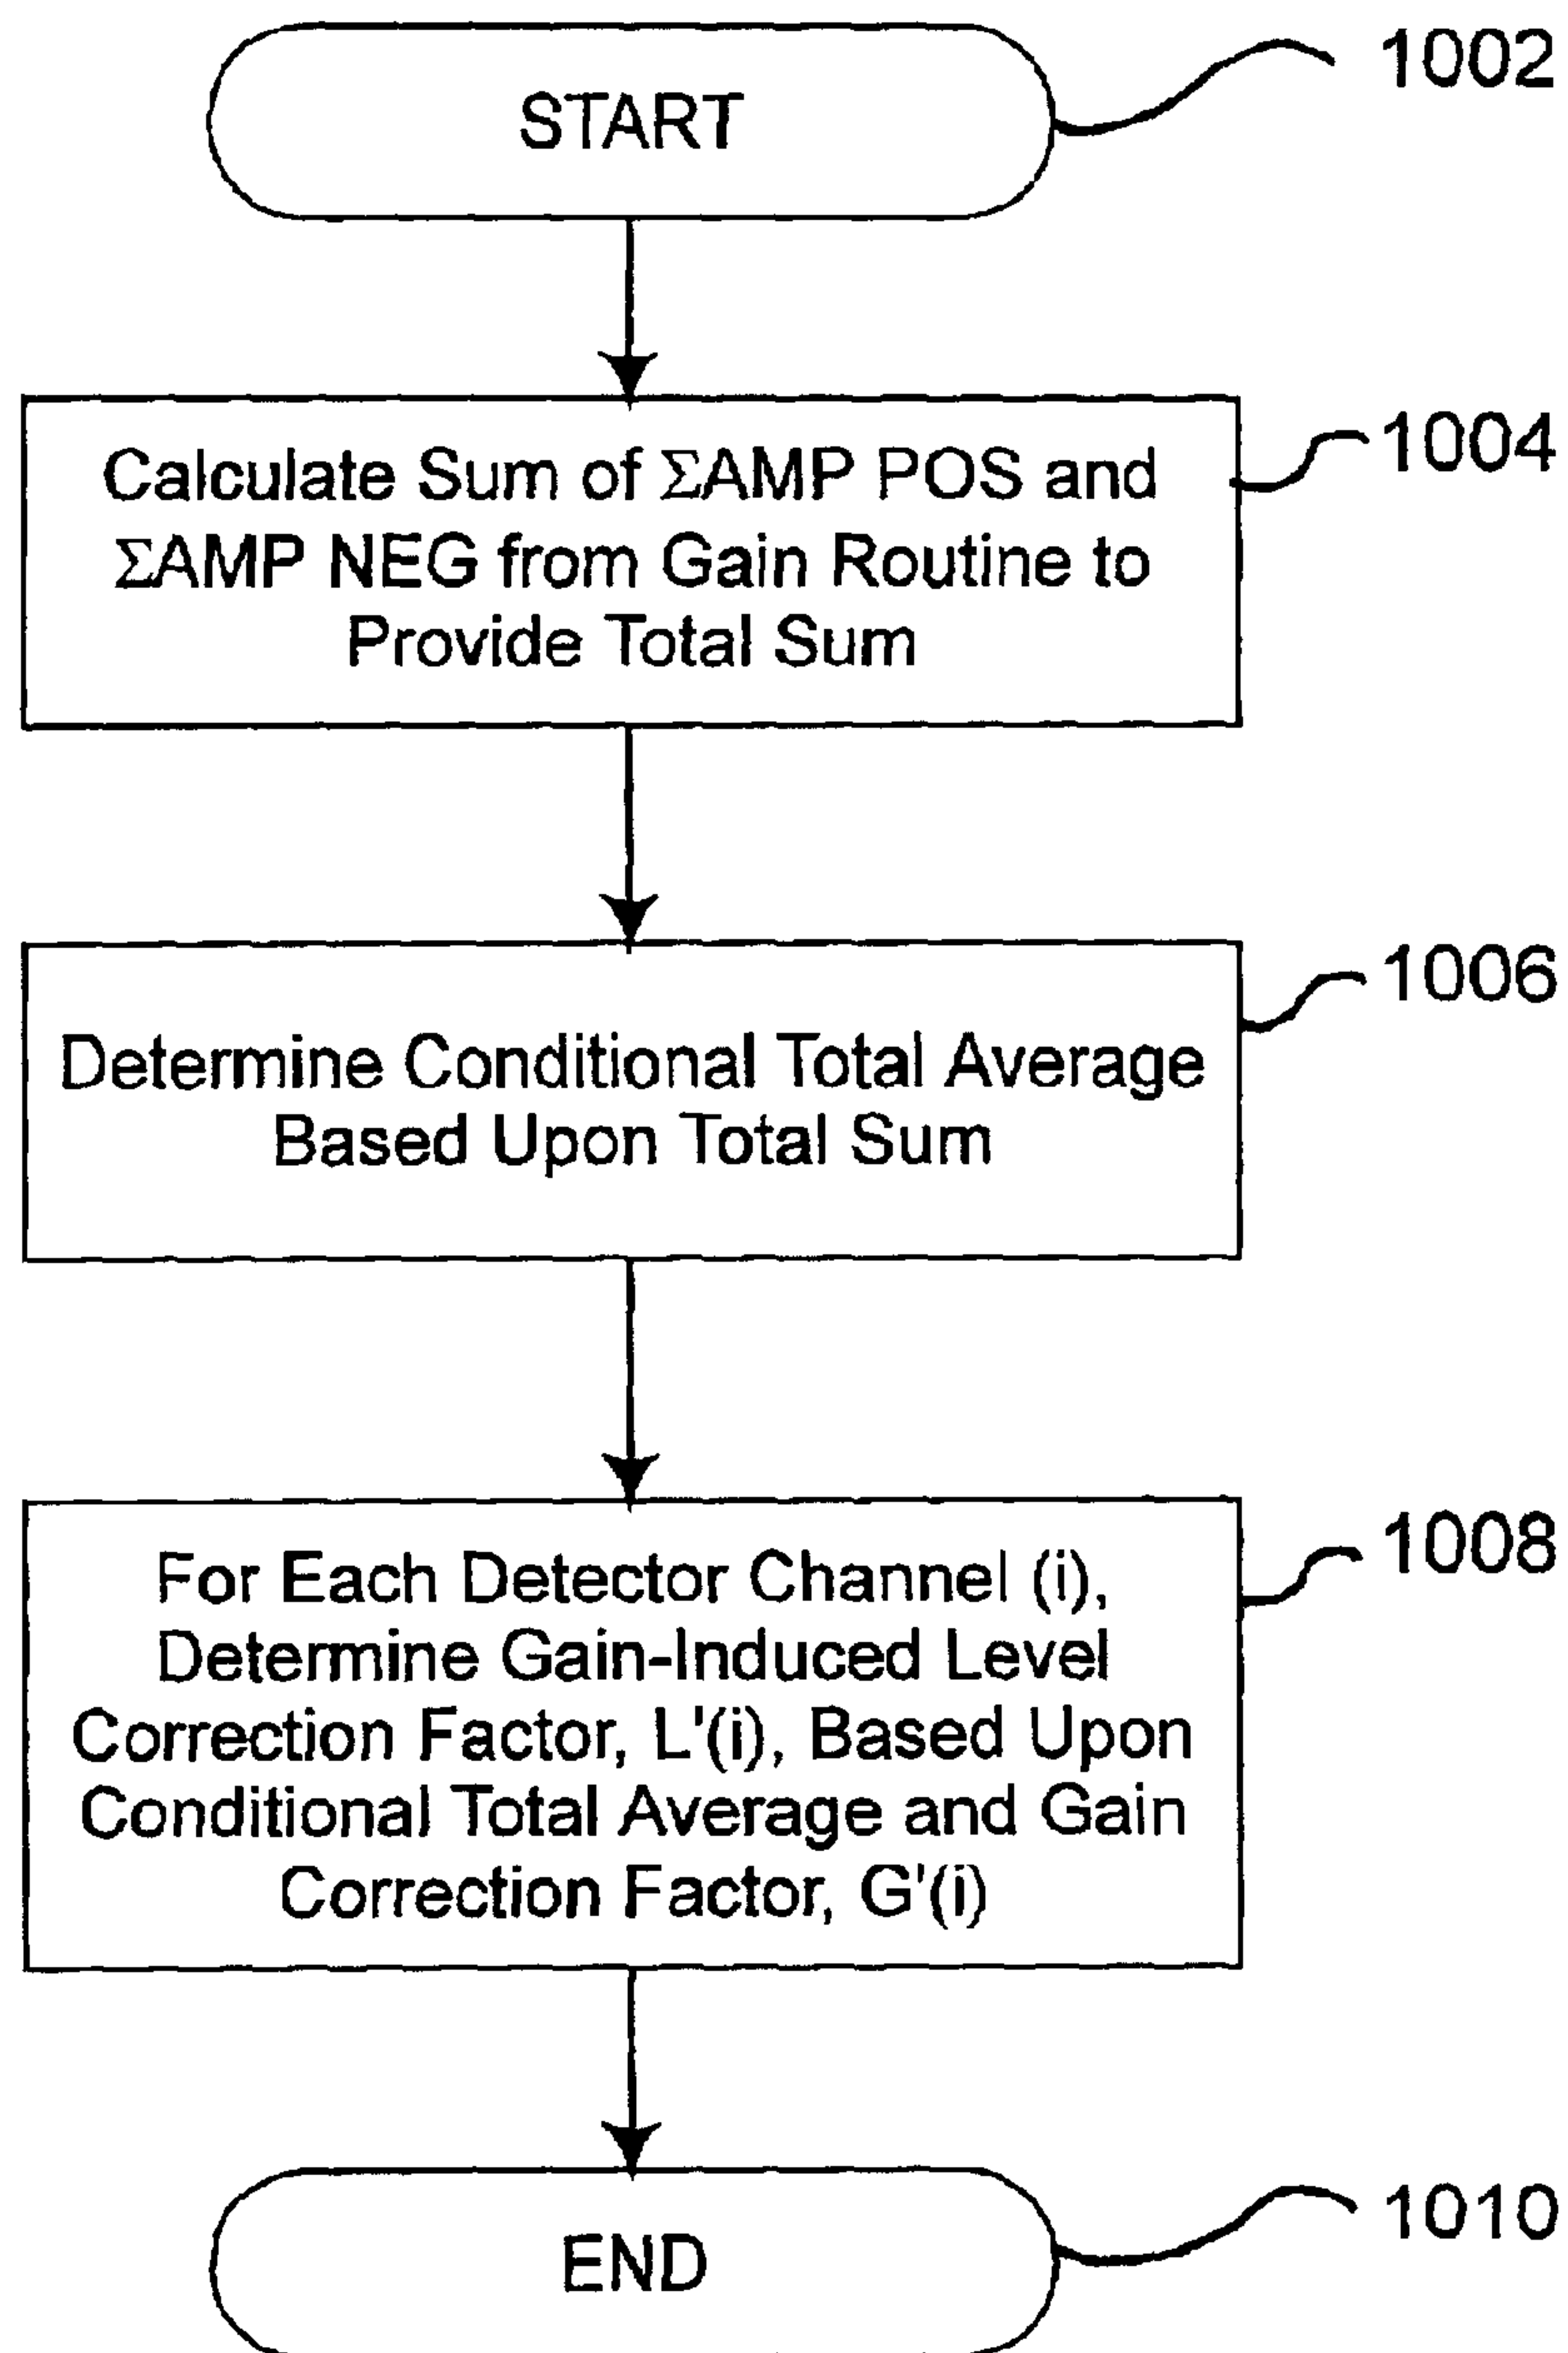 START
1002
Calculate Sum of ΣAMP POS and
ΣAMP NEG from Gain Routine to
Provide Total Sum
1004
Determine Conditional Total Average
Based Upon Total Sum
1006
For Each Detector Channel (i),
Determine Gain-Induced Level
Correction Factor, L'(i), Based Upon
Conditional Total Average and Gain
Correction Factor, G'(i)
1008
END
1010